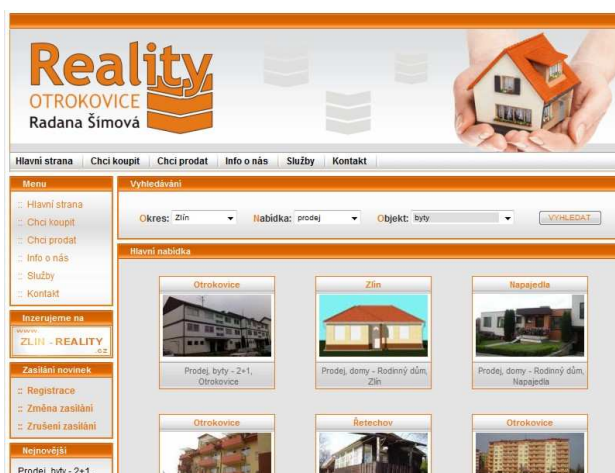 Reality
OTROKOVICE
Radana Šímová
Hlavní strana Chci koupit Chci prodat Info o nás Služby Kontakt
Menu
:: Hlavní strana
:: Chci koupit
:: Chci prodat
:: Info o nás
:: Služby
:: Kontakt
Inzerujeme na
www.
ZLIN - REALITY
.cz
Zasílání novinek
:: Registrace
:: Změna zasílání
:: Zrušení zasílání
Nejnovější
Prodej, byty - 2+1
Vyhledávání
Okres: Zlín Nabídka: prodej Objekt: byty VYHLEDAT
Hlavní nabídka
Otrokovice Zlín Napajedla
Prodej, byty - 2+1, Prodej, domy - Rodinný dům, Prodej, domy - Rodinný dům,
Otrokovice Zlín Napajedla
Otrokovice Řetechov Otrokovice